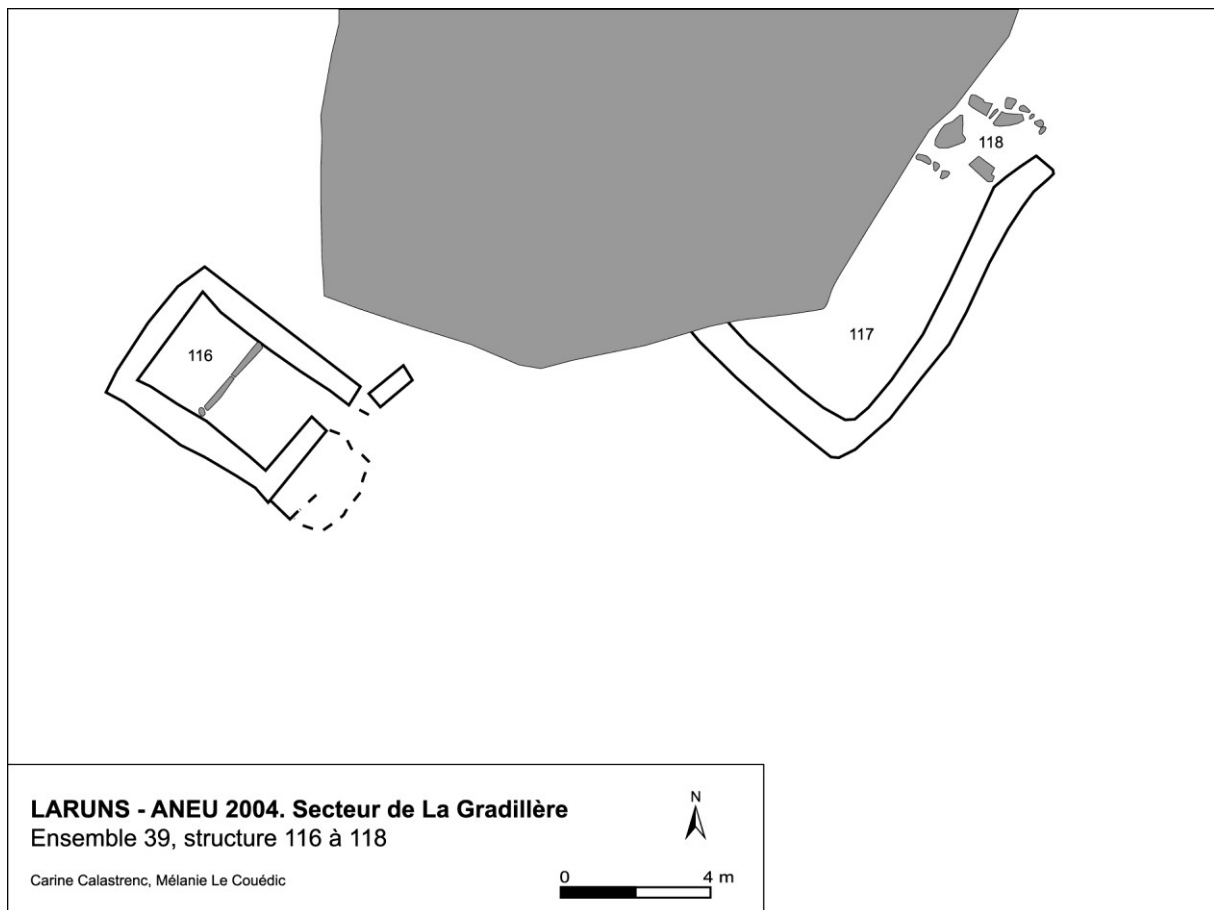 118
117
116
LARUNS - ANEU 2004. Secteur de La Gradillère
Ensemble 39, structure 116 à 118
Carine Calastrenc, Mélanie Le Couédic
N
0 4 m